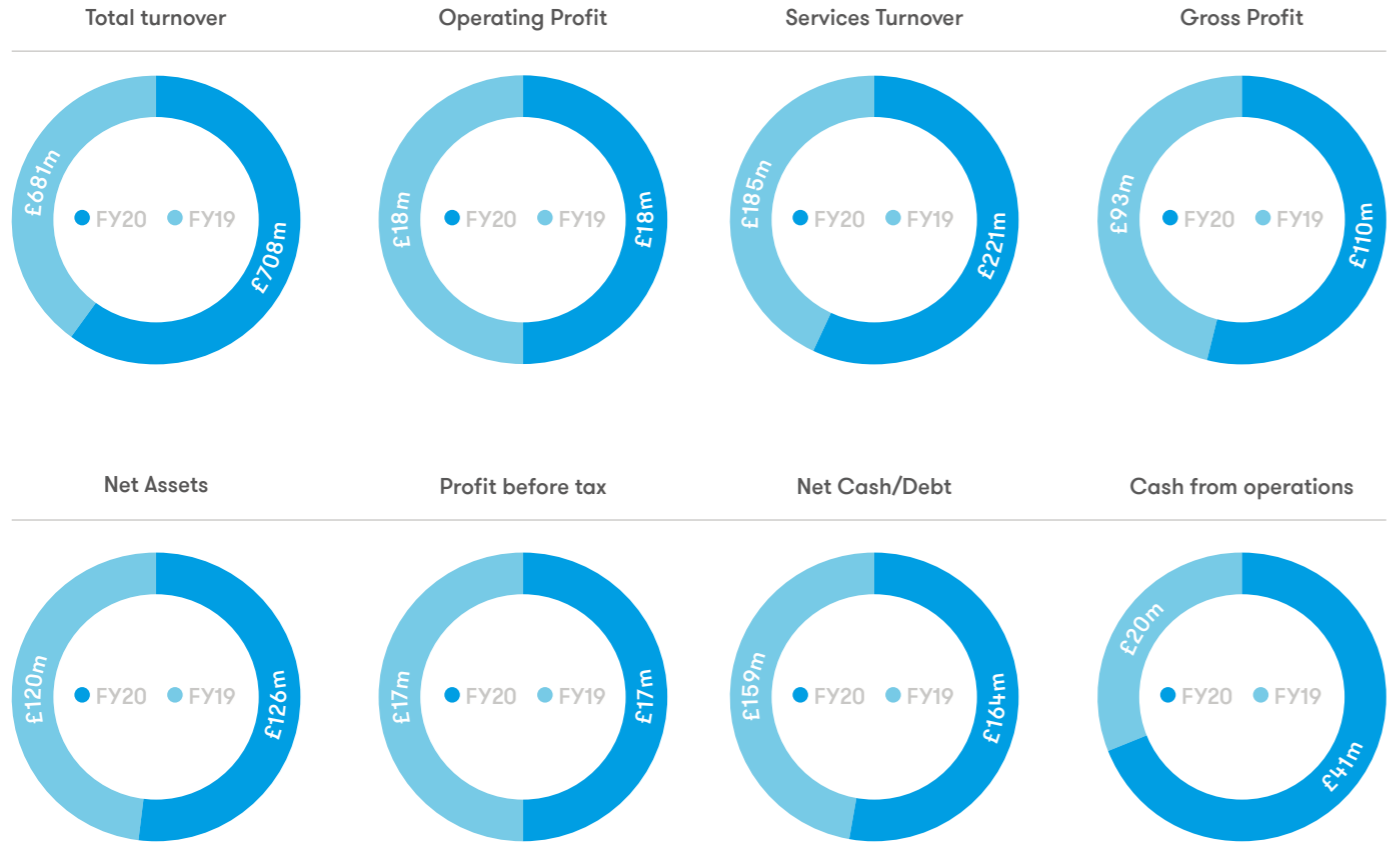 Total turnover
Operating Profit
Services Turnover
Gross Profit
£681m
FY20 FY19
£708m
£18m
FY20 FY19
£18m
£185m
FY20 FY19
£221m
£93m
FY20 FY19
£110m
Net Assets
Profit before tax
Net Cash/Debt
Cash from operations
£120m
FY20 FY19
£126m
£17m
FY20 FY19
£17m
£159m
FY20 FY19
£164m
£20m
FY20 FY19
£41m